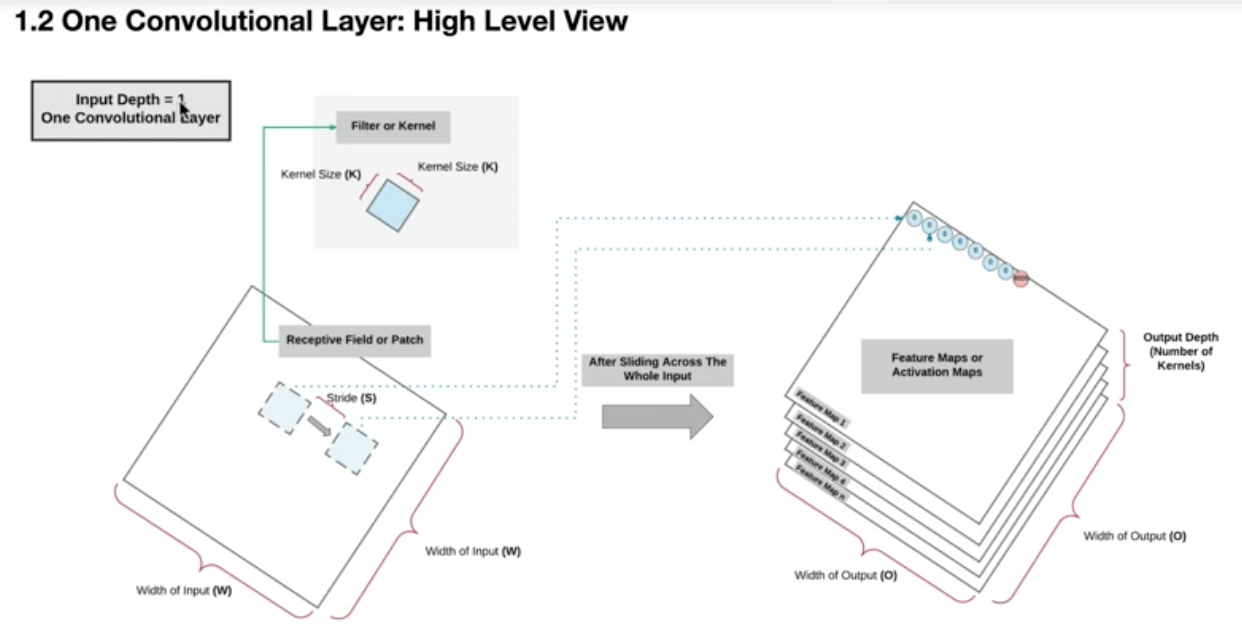 1.2 One Convolutional Layer: High Level View
Input Depth = 1
One Convolutional Layer
Filter or Kernel
Kernel Size (K)
Kernel Size (K)
Receptive Field or Patch
Stride (S)
Width of Input (W)
Width of Input (W)
After Sliding Across The
Whole Input
Feature Maps or
Activation Maps
Feature Map 1
Feature Map 2
Feature Map 3
Feature Map 4
Feature Map n
Output Depth
(Number of
Kernels)
Width of Output (O)
Width of Output (O)